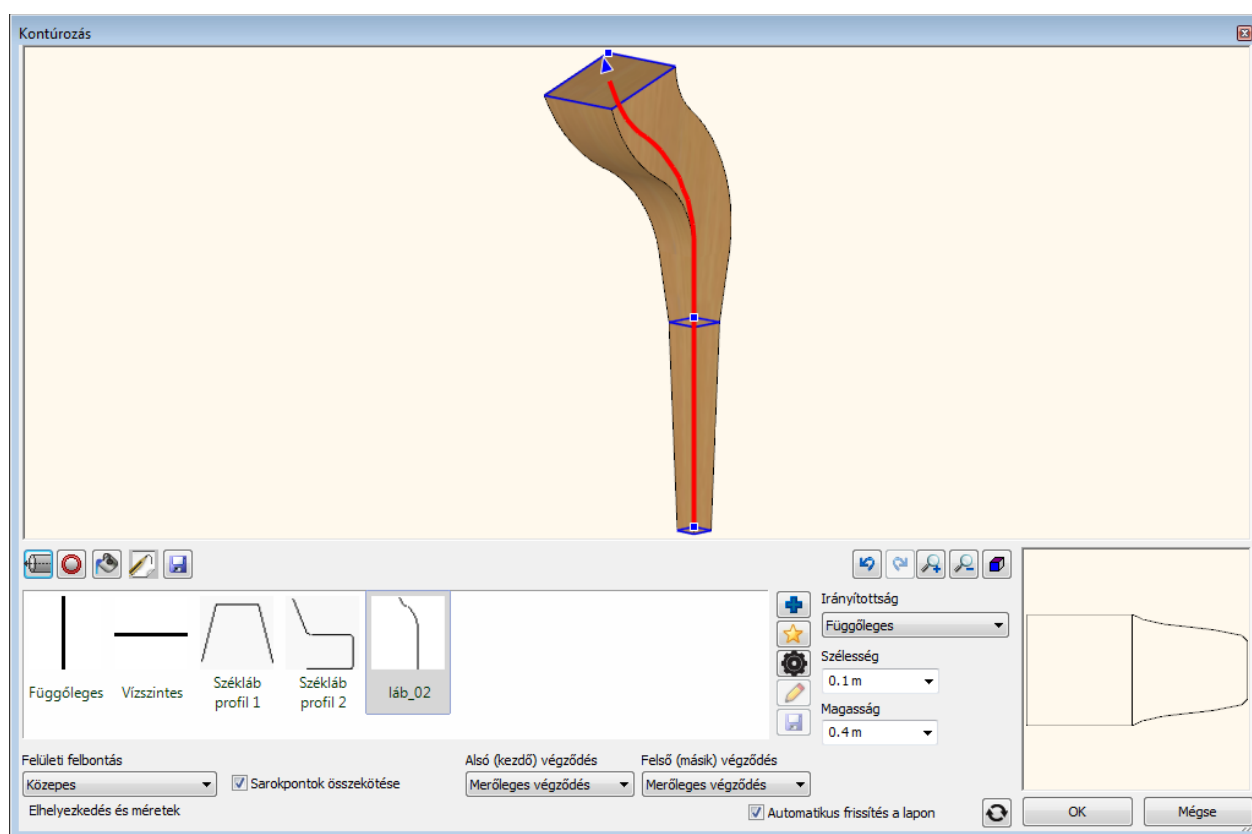 Kontúrozás
Irányítottság
Függőleges
Szélesség
0.1 m
Magasság
0.4 m
Függőleges
Vízszintes
Székláb
profil 1
Székláb
profil 2
láb_02
Felületi felbontás
Közepes
Sarokpontok összekötése
Alsó (kezdő) végződés
Merőleges végződés
Felső (másik) végződés
Merőleges végződés
Elhelyezkedés és méretek
Automatikus frissítés a lapon
OK
Mégse